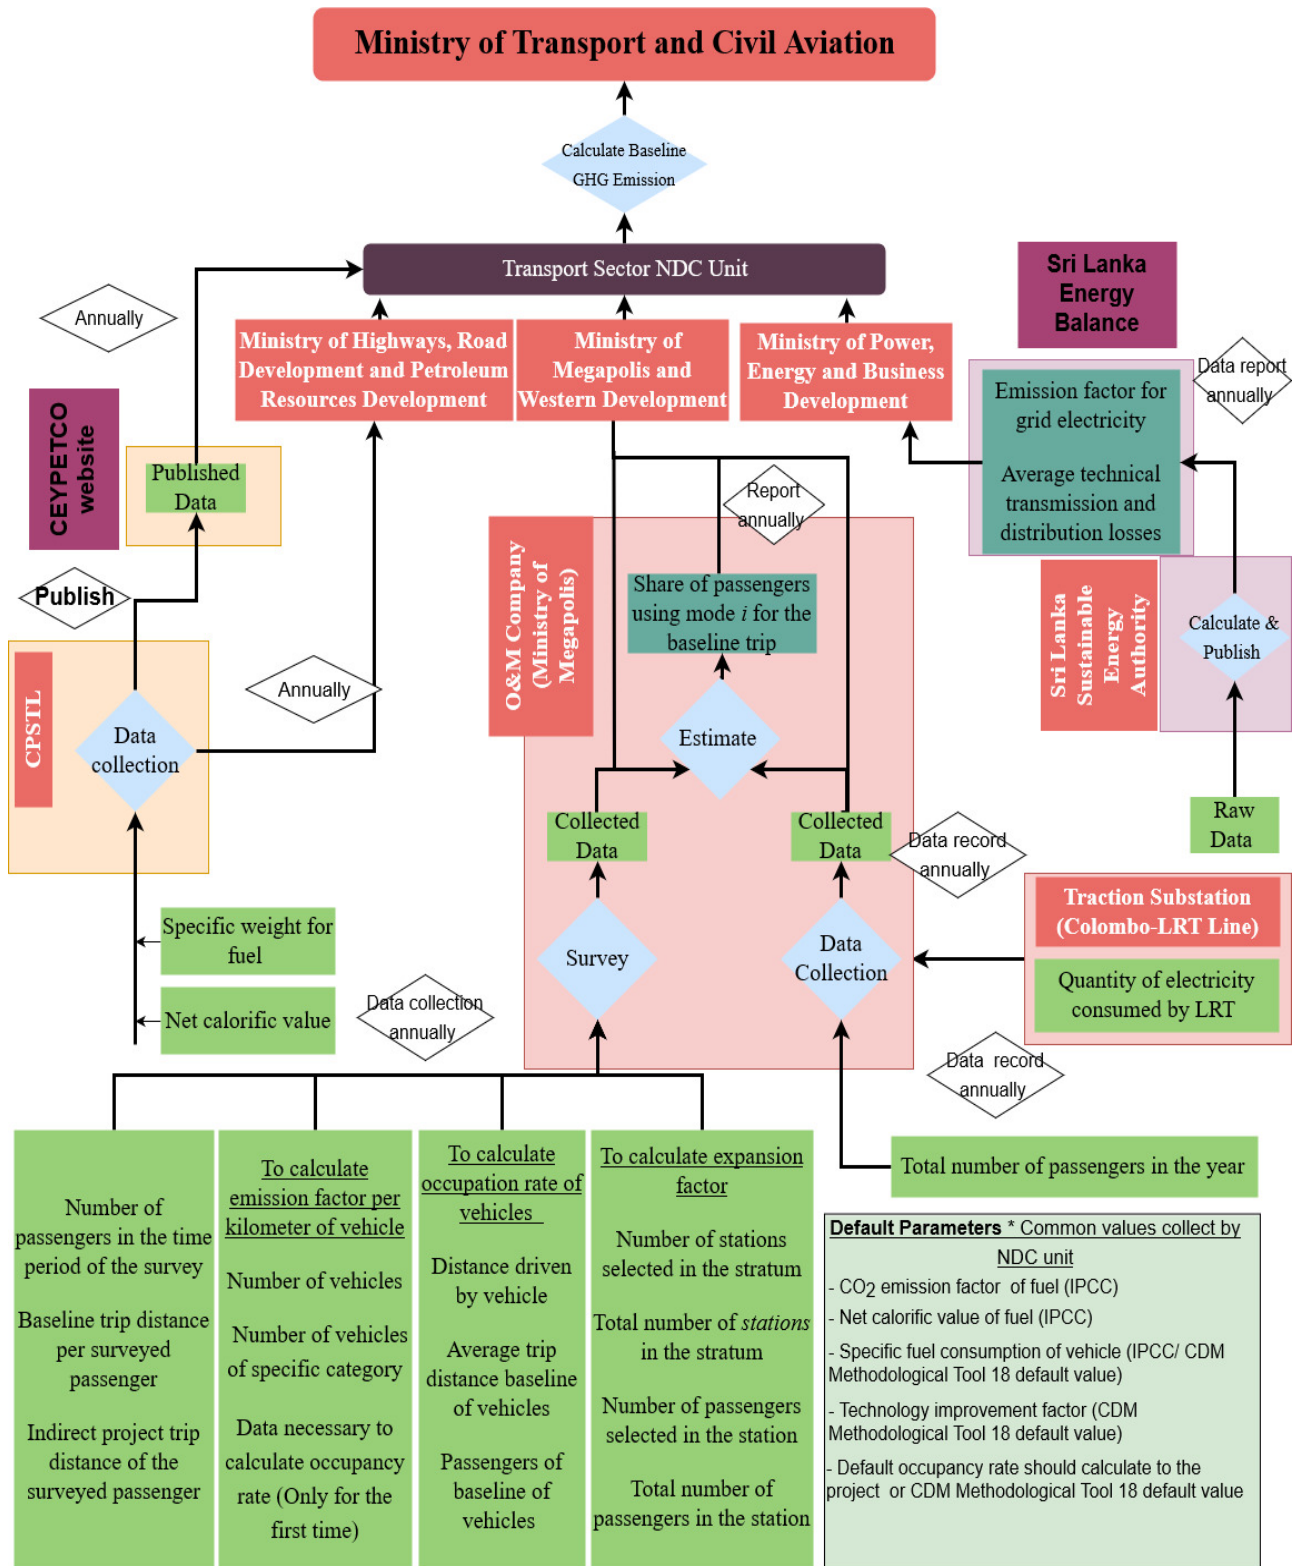 Ministry of Transport and Civil Aviation
Calculate Baseline
GHG Emission
Transport Sector NDC Unit
Sri Lanka
Energy
Balance
Annually
Ministry of Highways, Road
Development and Petroleum
Resources Development
Ministry of
Megapolis and
Western Development
Ministry of Power,
Energy and Business
Development
Data report
annually
Emission factor for
grid electricity
Average technical
transmission and
distribution losses
CEYPETCO
website
Published
Data
Report
annually
Publish
O&M Company
(Ministry of
Megapolis)
Share of passengers
using mode i for the
baseline trip
Sri Lanka
Sustainable
Energy
Authority
Calculate &
Publish
Annually
CPSTL
Data
collection
Estimate
Collected
Data
Collected
Data
Data record
annually
Raw
Data
Traction Substation
(Colombo-LRT Line)
Quantity of electricity
consumed by LRT
Specific weight for
fuel
Survey
Data
Collection
Net calorific value
Data collection
annually
Data record
annually
Number of
passengers in the time
period of the survey
Baseline trip distance
per surveyed
passenger
Indirect project trip
distance of the
surveyed passenger
To calculate
emission factor per
kilometer of vehicle
Number of vehicles
Number of vehicles
of specific category
Data necessary to
calculate occupancy
rate (Only for the
first time)
To calculate
occupation rate of
vehicles
Distance driven
by vehicle
Average trip
distance baseline
of vehicles
Passengers of
baseline of
vehicles
To calculate expansion
factor
Number of stations
selected in the stratum
Total number of stations
in the stratum
Number of passengers
selected in the station
Total number of
passengers in the station
Total number of passengers in the year
Default Parameters * Common values collect by
NDC unit
- CO2 emission factor of fuel (IPCC)
- Net calorific value of fuel (IPCC)
- Specific fuel consumption of vehicle (IPCC/ CDM
Methodological Tool 18 default value)
- Technology improvement factor (CDM
Methodological Tool 18 default value)
- Default occupancy rate should calculate to the
project or CDM Methodological Tool 18 default value